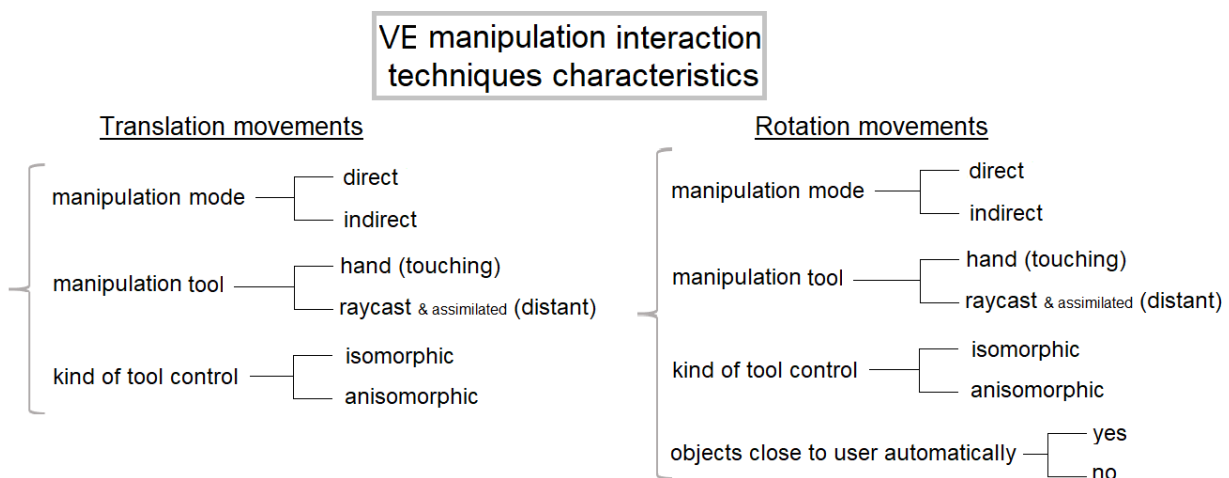 VE manipulation interaction
techniques characteristics
Translation movements
manipulation mode
direct
indirect
manipulation tool
hand (touching)
raycast & assimilated (distant)
kind of tool control
isomorphic
anisomorphic
Rotation movements
manipulation mode
direct
indirect
manipulation tool
hand (touching)
raycast & assimilated (distant)
kind of tool control
isomorphic
anisomorphic
objects close to user automatically
yes
no